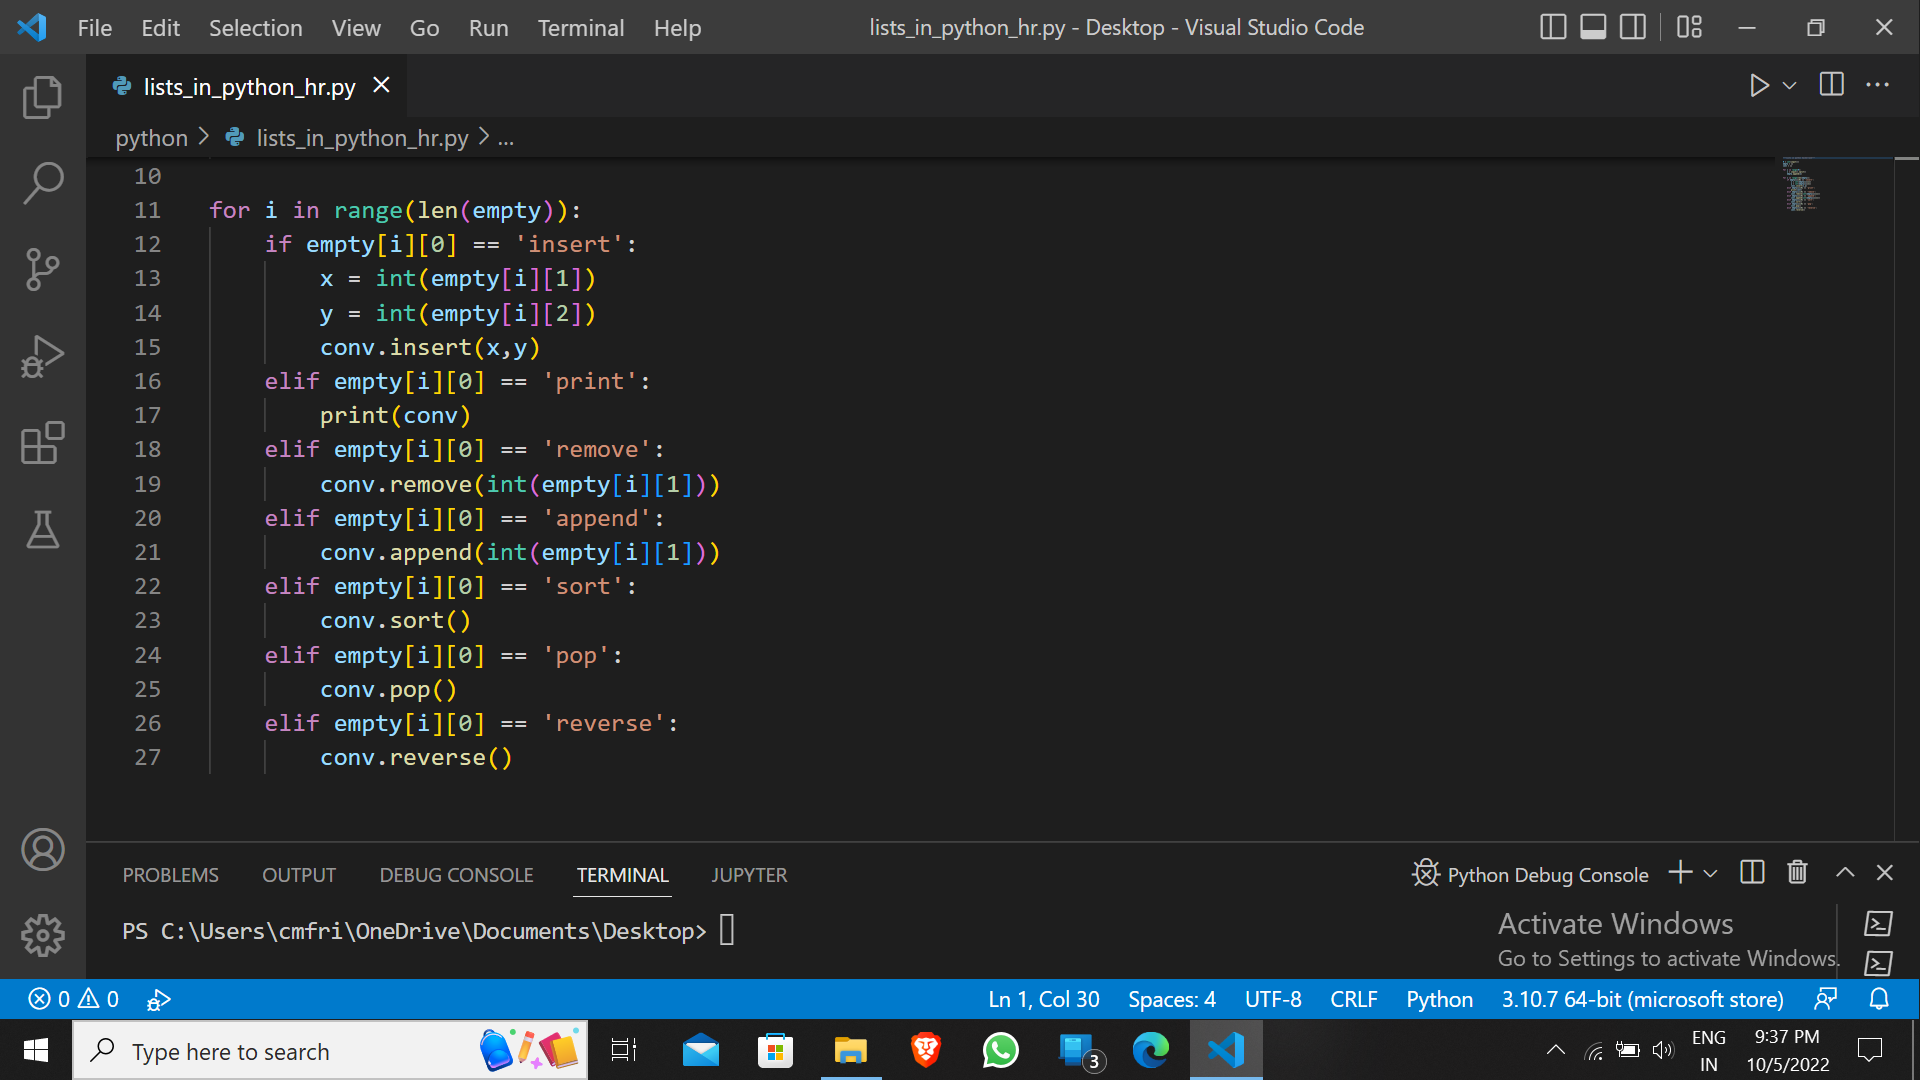 File Edit Selection View Go Run Terminal Help lists_in_python_hr.py - Desktop - Visual Studio Code
lists_in_python_hr.py
python > lists_in_python_hr.py > ...
10
11 for i in range(len(empty)):
12     if empty[i][0] == 'insert':
13         x = int(empty[i][1])
14         y = int(empty[i][2])
15         conv.insert(x,y)
16     elif empty[i][0] == 'print':
17         print(conv)
18     elif empty[i][0] == 'remove':
19         conv.remove(int(empty[i][1]))
20     elif empty[i][0] == 'append':
21         conv.append(int(empty[i][1]))
22     elif empty[i][0] == 'sort':
23         conv.sort()
24     elif empty[i][0] == 'pop':
25         conv.pop()
26     elif empty[i][0] == 'reverse':
27         conv.reverse()
PROBLEMS OUTPUT DEBUG CONSOLE TERMINAL JUPYTER Python Debug Console
PS C:\Users\cmfri\OneDrive\Documents\Desktop>
Activate Windows
Go to Settings to activate Windows.
0 0 Ln 1, Col 30 Spaces: 4 UTF-8 CRLF Python 3.10.7 64-bit (microsoft store)
Type here to search
3
ENG
IN
9:37 PM
10/5/2022